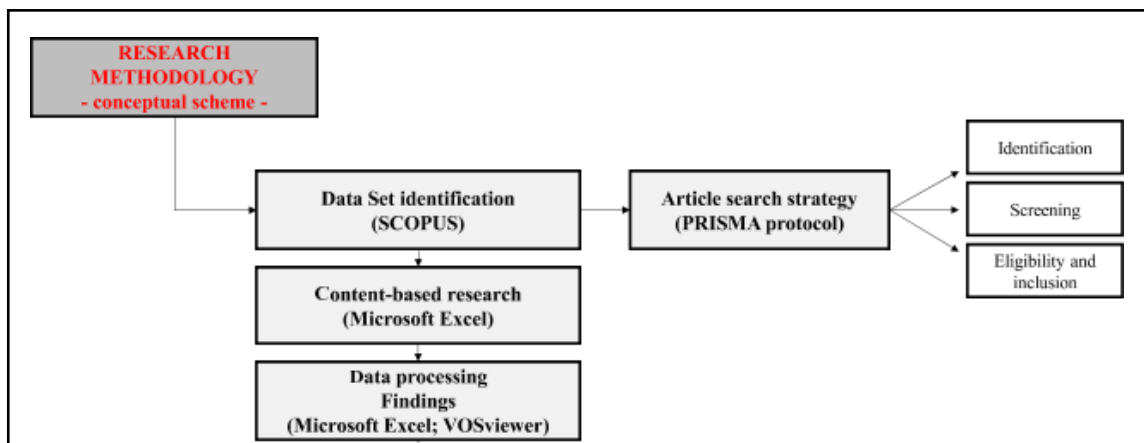 RESEARCH
METHODOLOGY
- conceptual scheme -
Data Set identification
(SCOPUS)
Article search strategy
(PRISMA protocol)
Identification
Screening
Eligibility and
inclusion
Content-based research
(Microsoft Excel)
Data processing
Findings
(Microsoft Excel; VOSviewer)